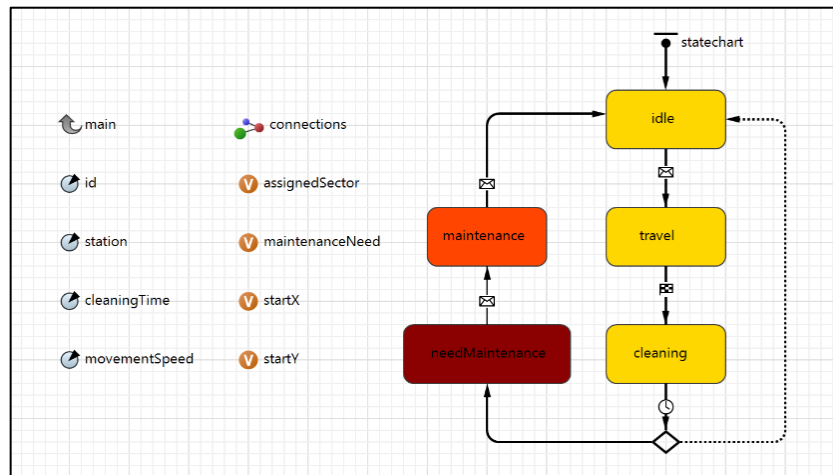 statechart
main
connections
idle
id
V assignedSector
station
V maintenanceNeed
maintenance
travel
cleaningTime
V startX
movementSpeed
V startY
needMaintenance
cleaning